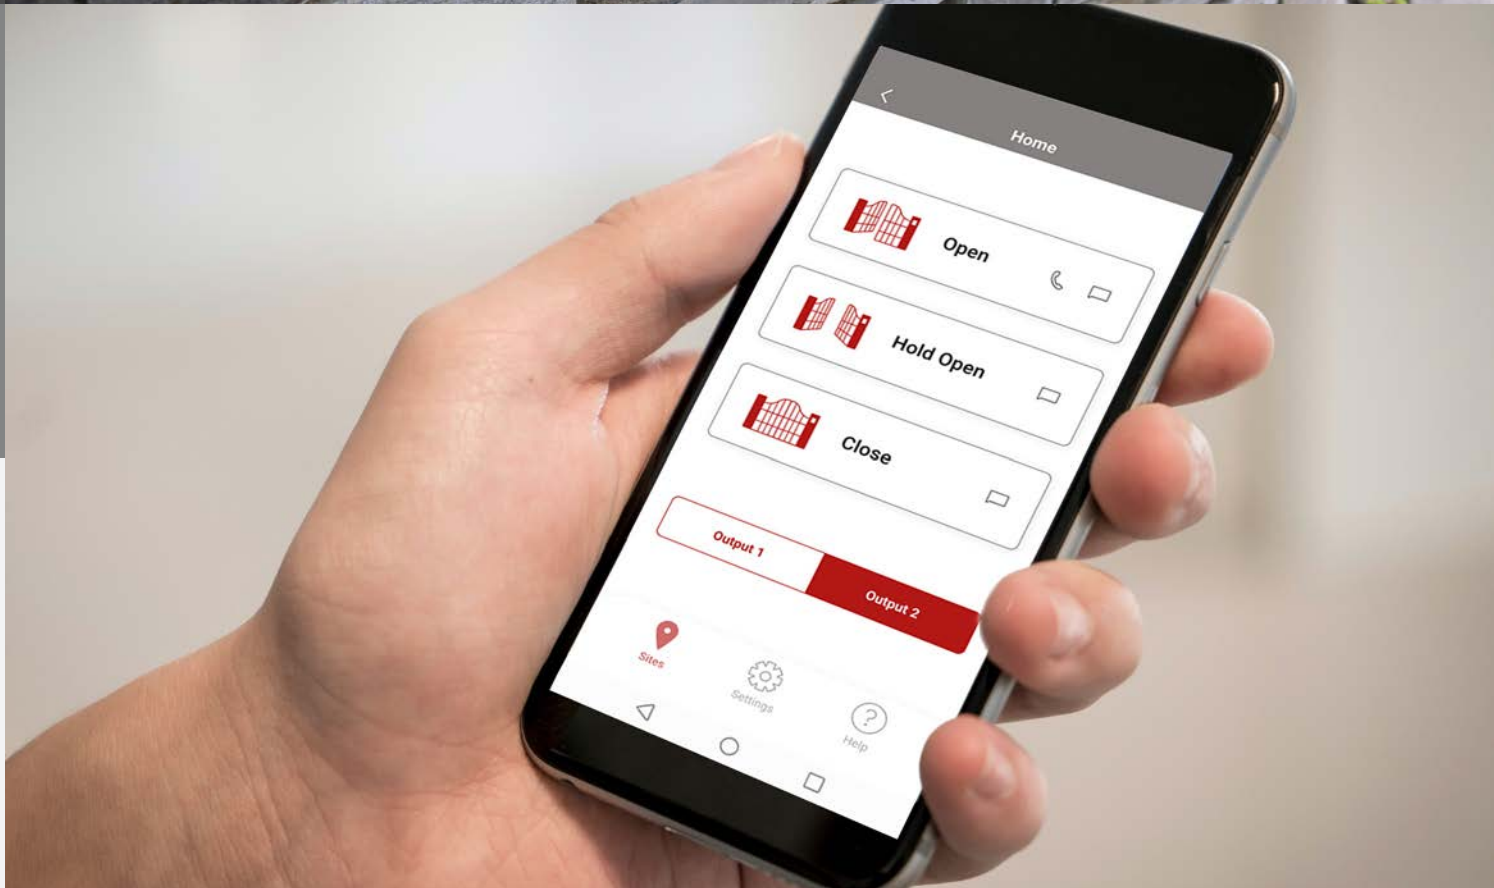 Home
Open
Hold Open
Close
Output 1
Output 2
Sites
Settings
?
Help